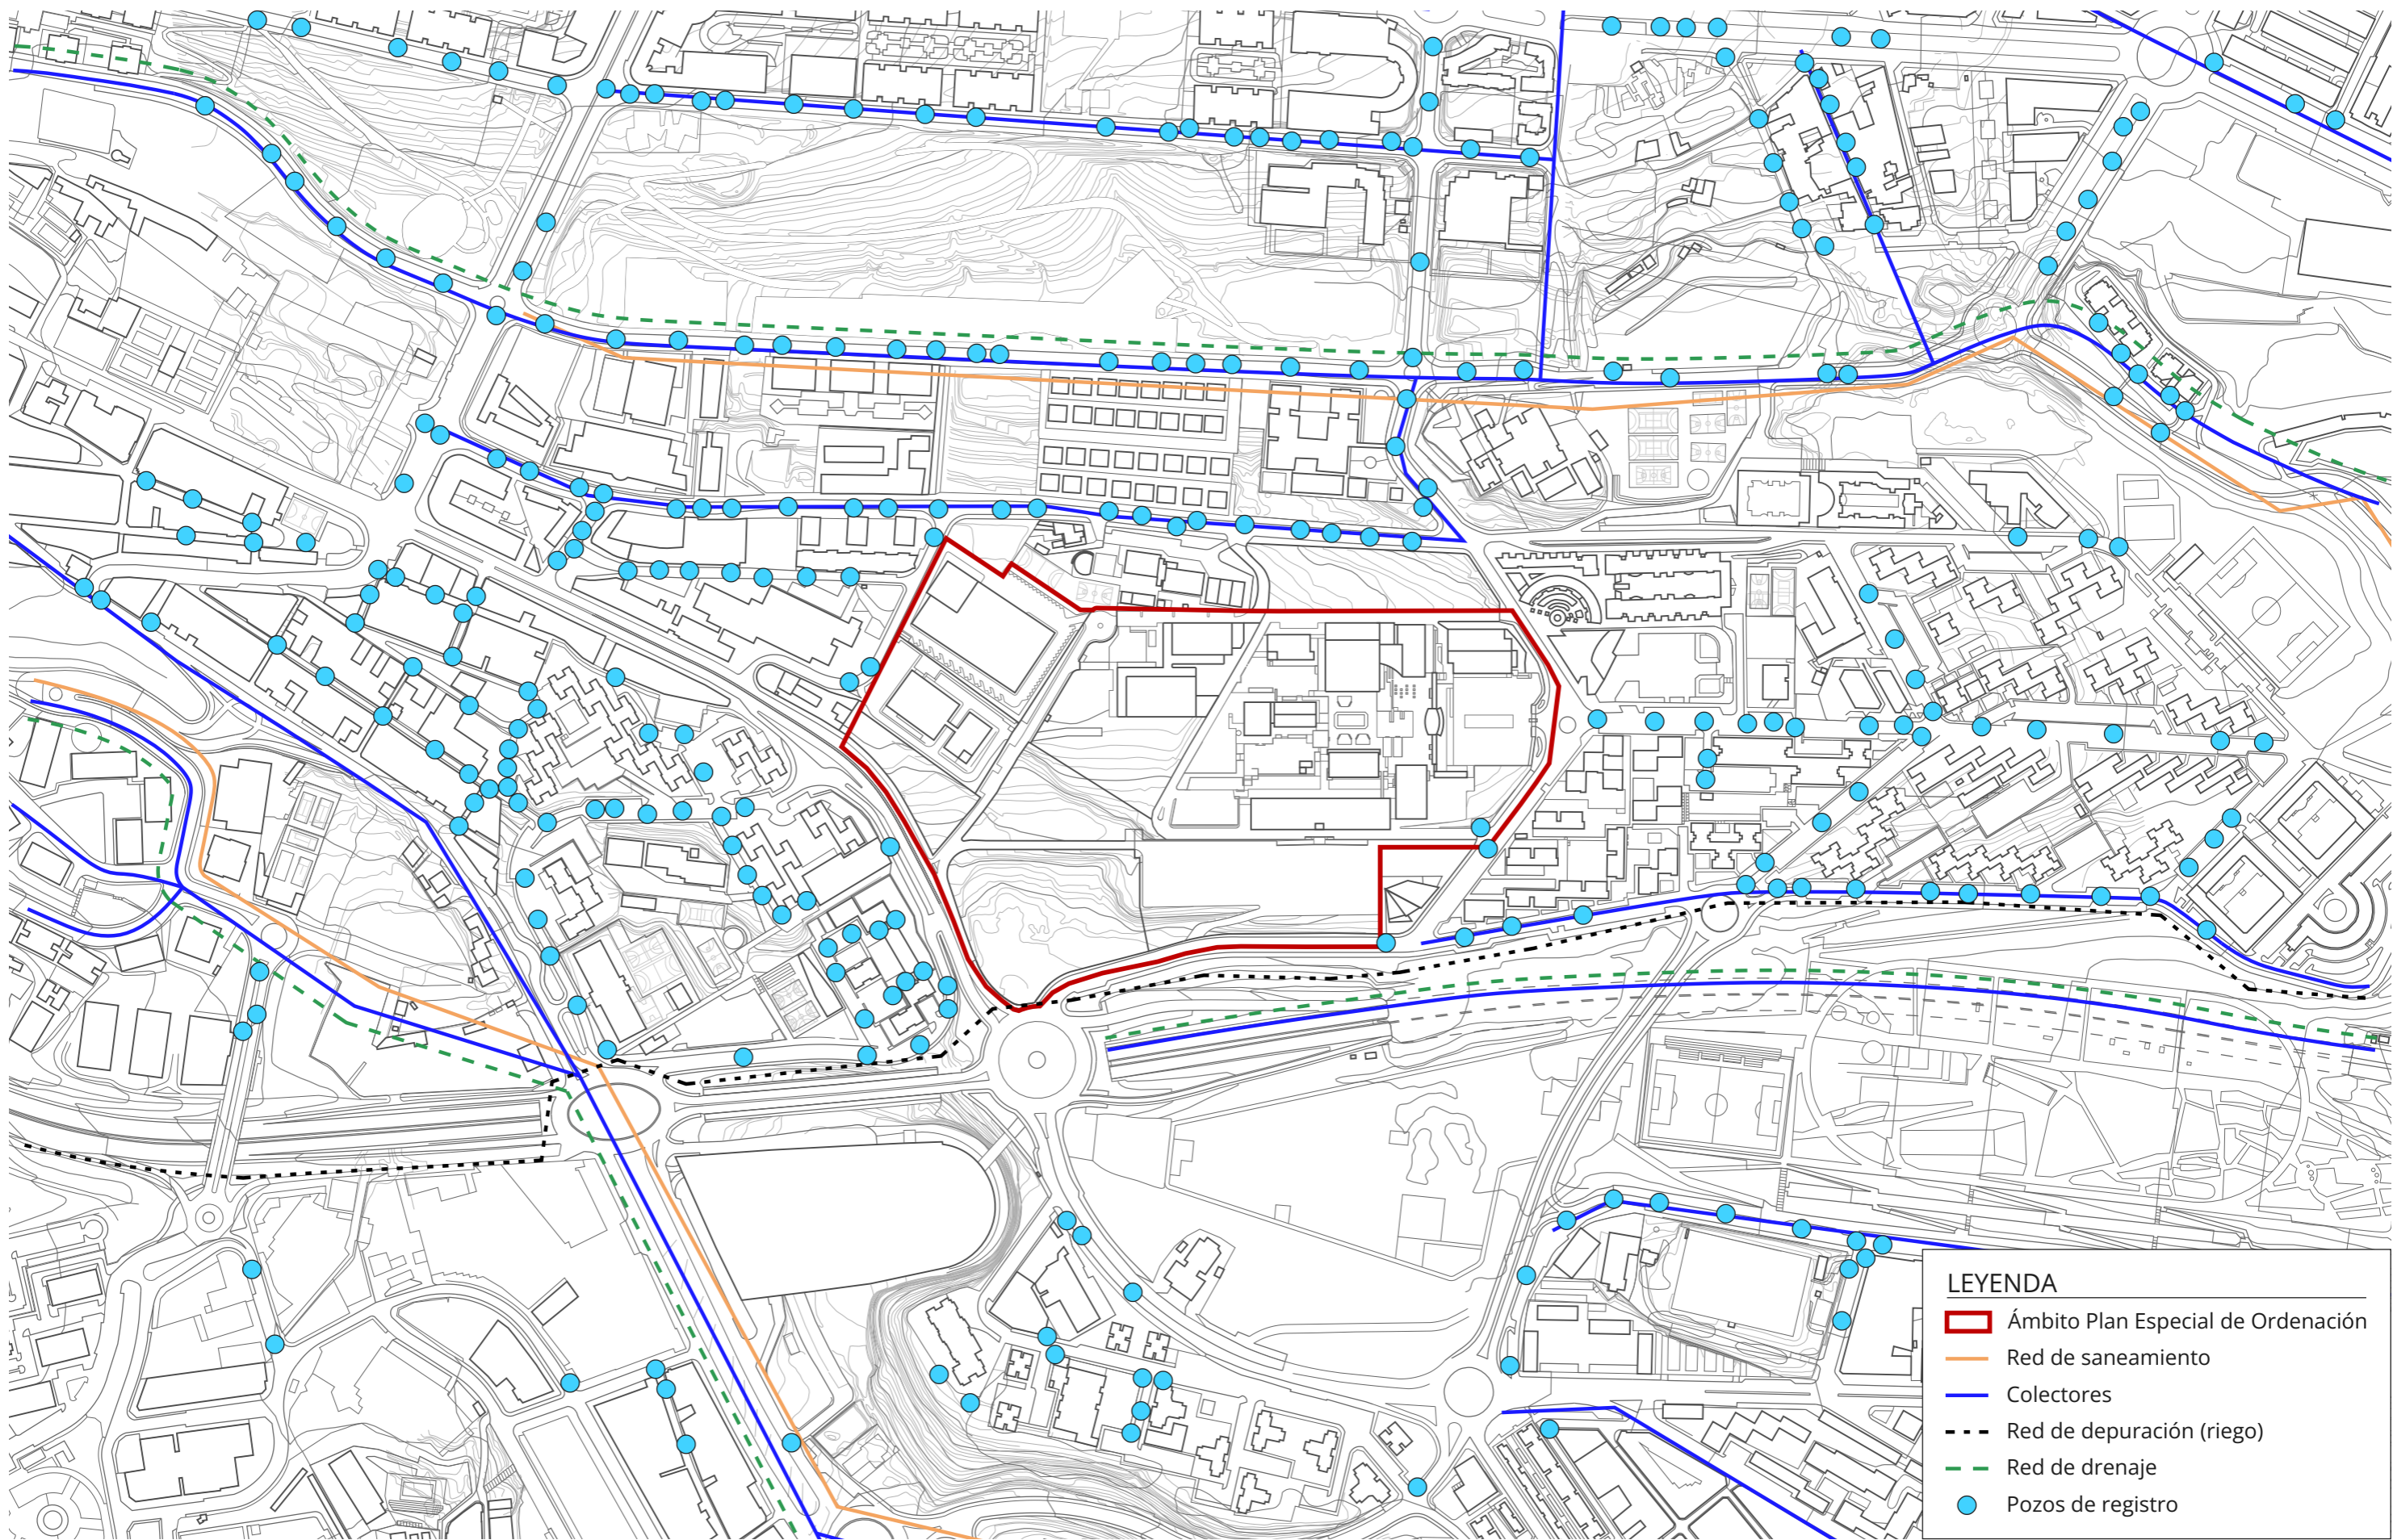 LEYENDA
Ámbito Plan Especial de Ordenación
Red de saneamiento
Colectores
Red de depuración (riego)
Red de drenaje
Pozos de registro